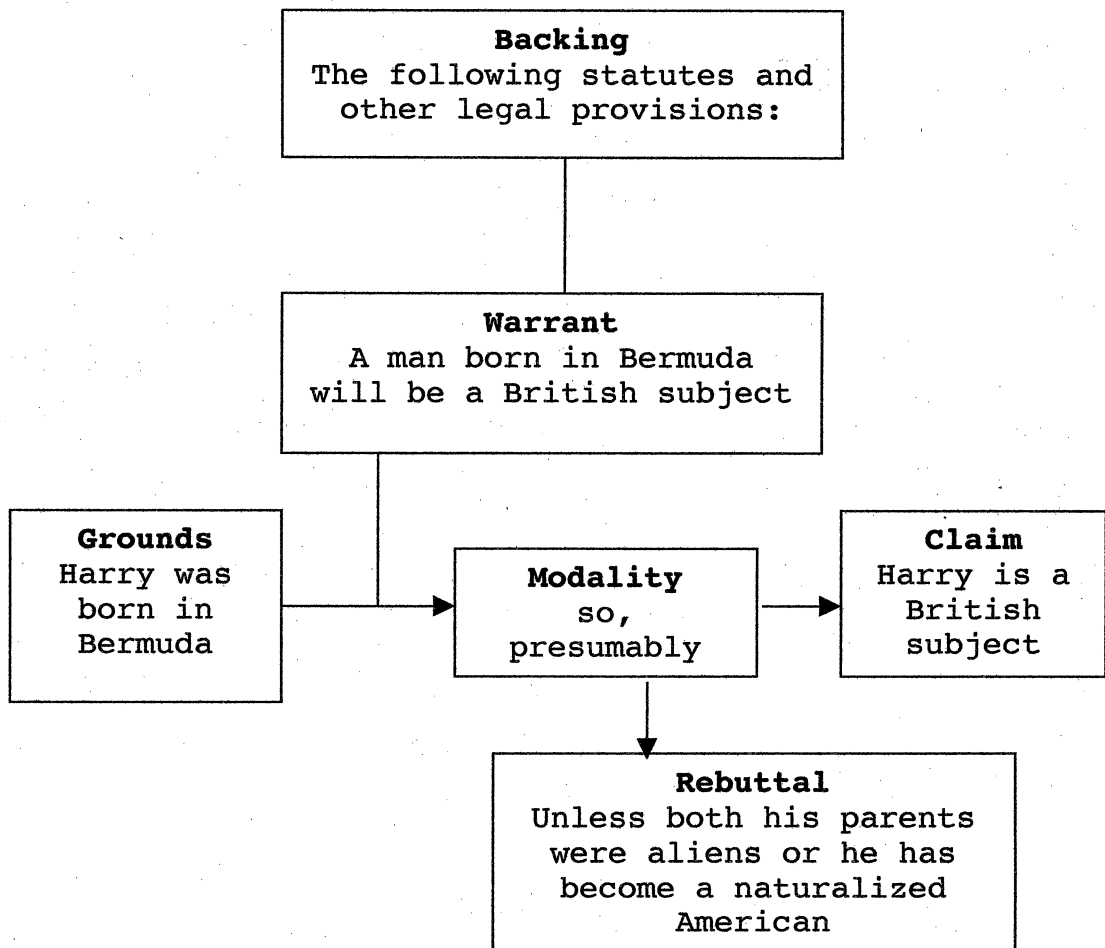 Backing
The following statutes and
other legal provisions:
Warrant
A man born in Bermuda
will be a British subject
Grounds
Harry was
born in
Bermuda
Modality
so,
presumably
Claim
Harry is a
British
subject
Rebuttal
Unless both his parents
were aliens or he has
become a naturalized
American